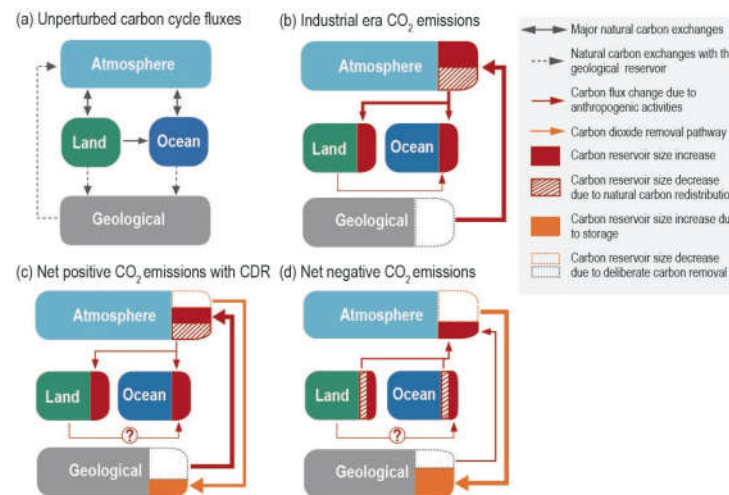 (a) Unperturbed carbon cycle fluxes
Atmosphere
Land
Ocean
Geological
(b) Industrial era CO2 emissions
Atmosphere
Land
Ocean
Geological
(c) Net positive CO2 emissions with CDR
Atmosphere
Land
Ocean
?
Geological
(d) Net negative CO2 emissions
Atmosphere
Land
Ocean
?
Geological
Major natural carbon exchanges
Natural carbon exchanges with th
geological reservoir
Carbon flux change due to
anthropogenic activities
Carbon dioxide removal pathway
Carbon reservoir size increase
Carbon reservoir size decrease
due to natural carbon redistributi
Carbon reservoir size increase du
to storage
Carbon reservoir size decrease
due to deliberate carbon removal